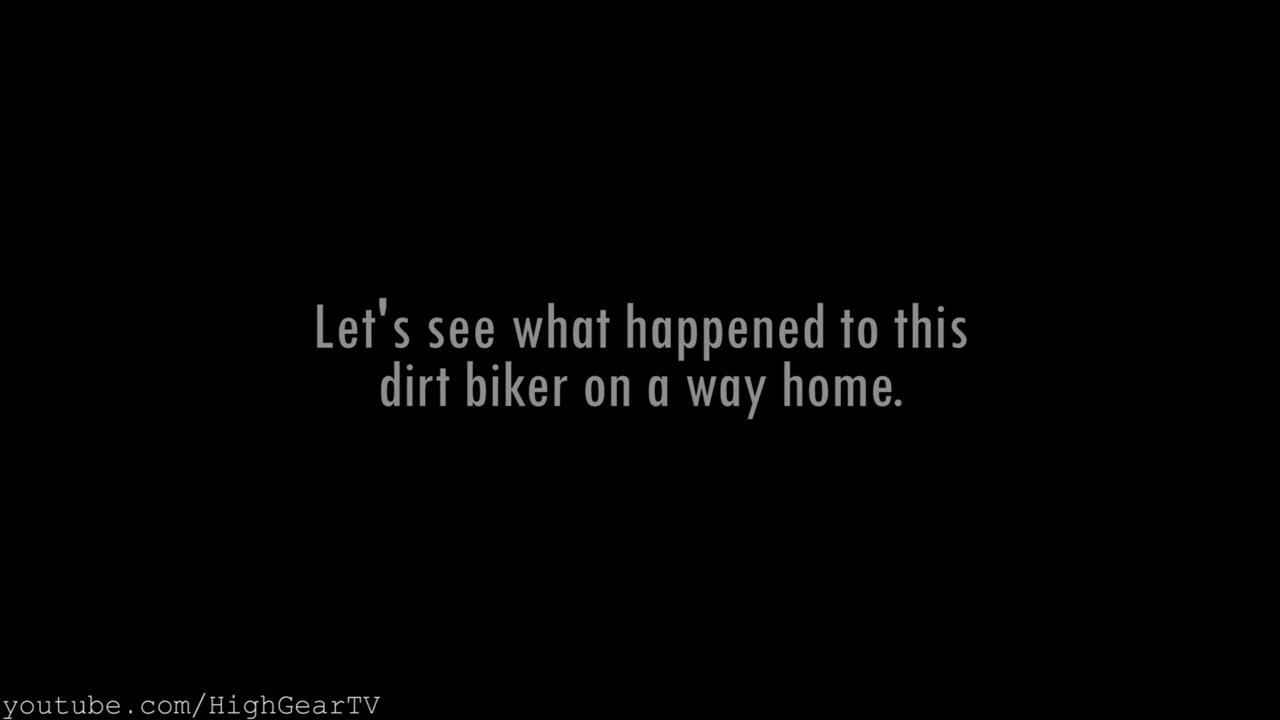 Let's see what happened to this
dirt biker on a way home.
youtube.com/HighGearTV